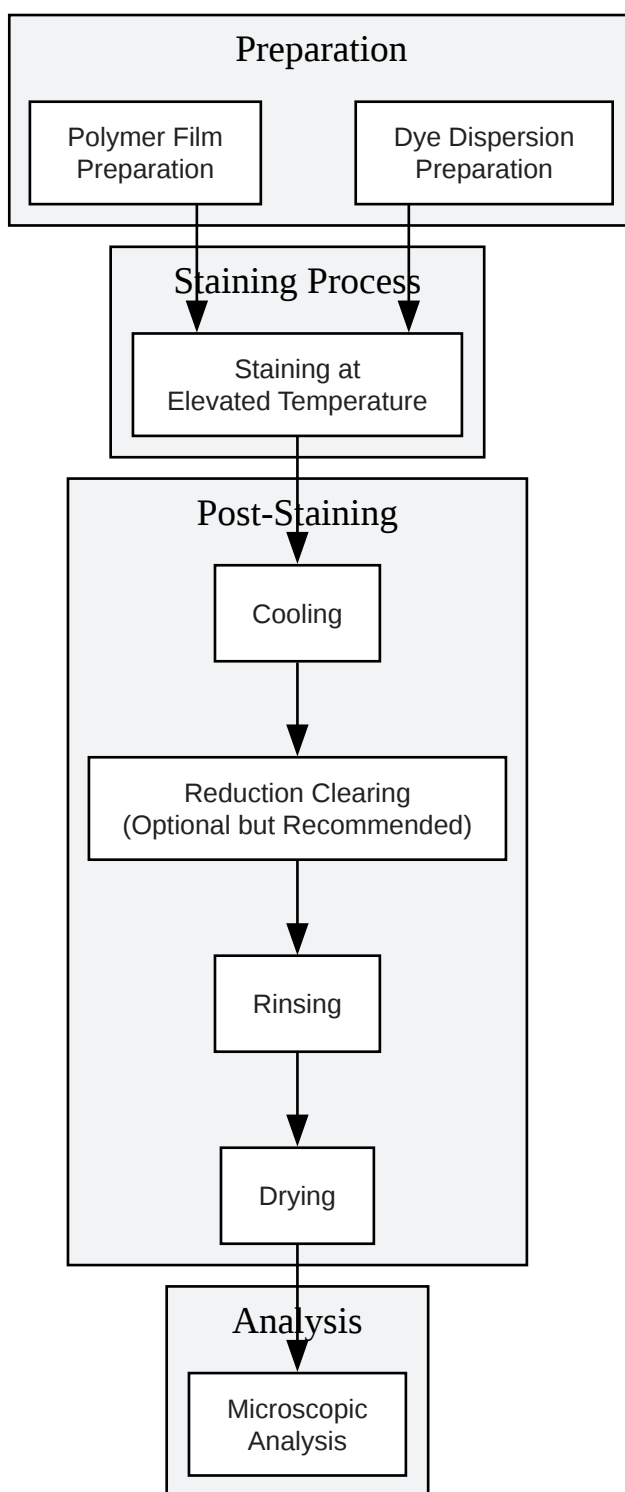 Preparation
Polymer Film
Preparation
Dye Dispersion
Preparation
Staining Process
Staining at
Elevated Temperature
Post-Staining
Cooling
Reduction Clearing
(Optional but Recommended)
Rinsing
Drying
Analysis
Microscopic
Analysis